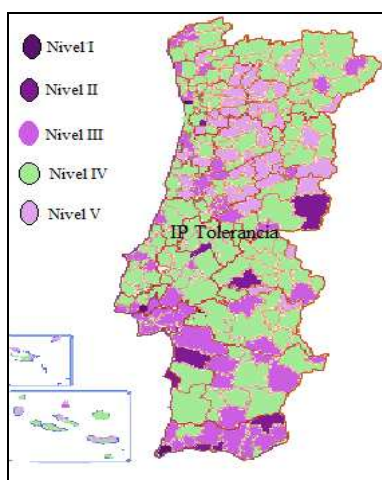 Nivel I
Nivel II
Nivel III
Nivel IV
Nivel V
IP Tolerancia